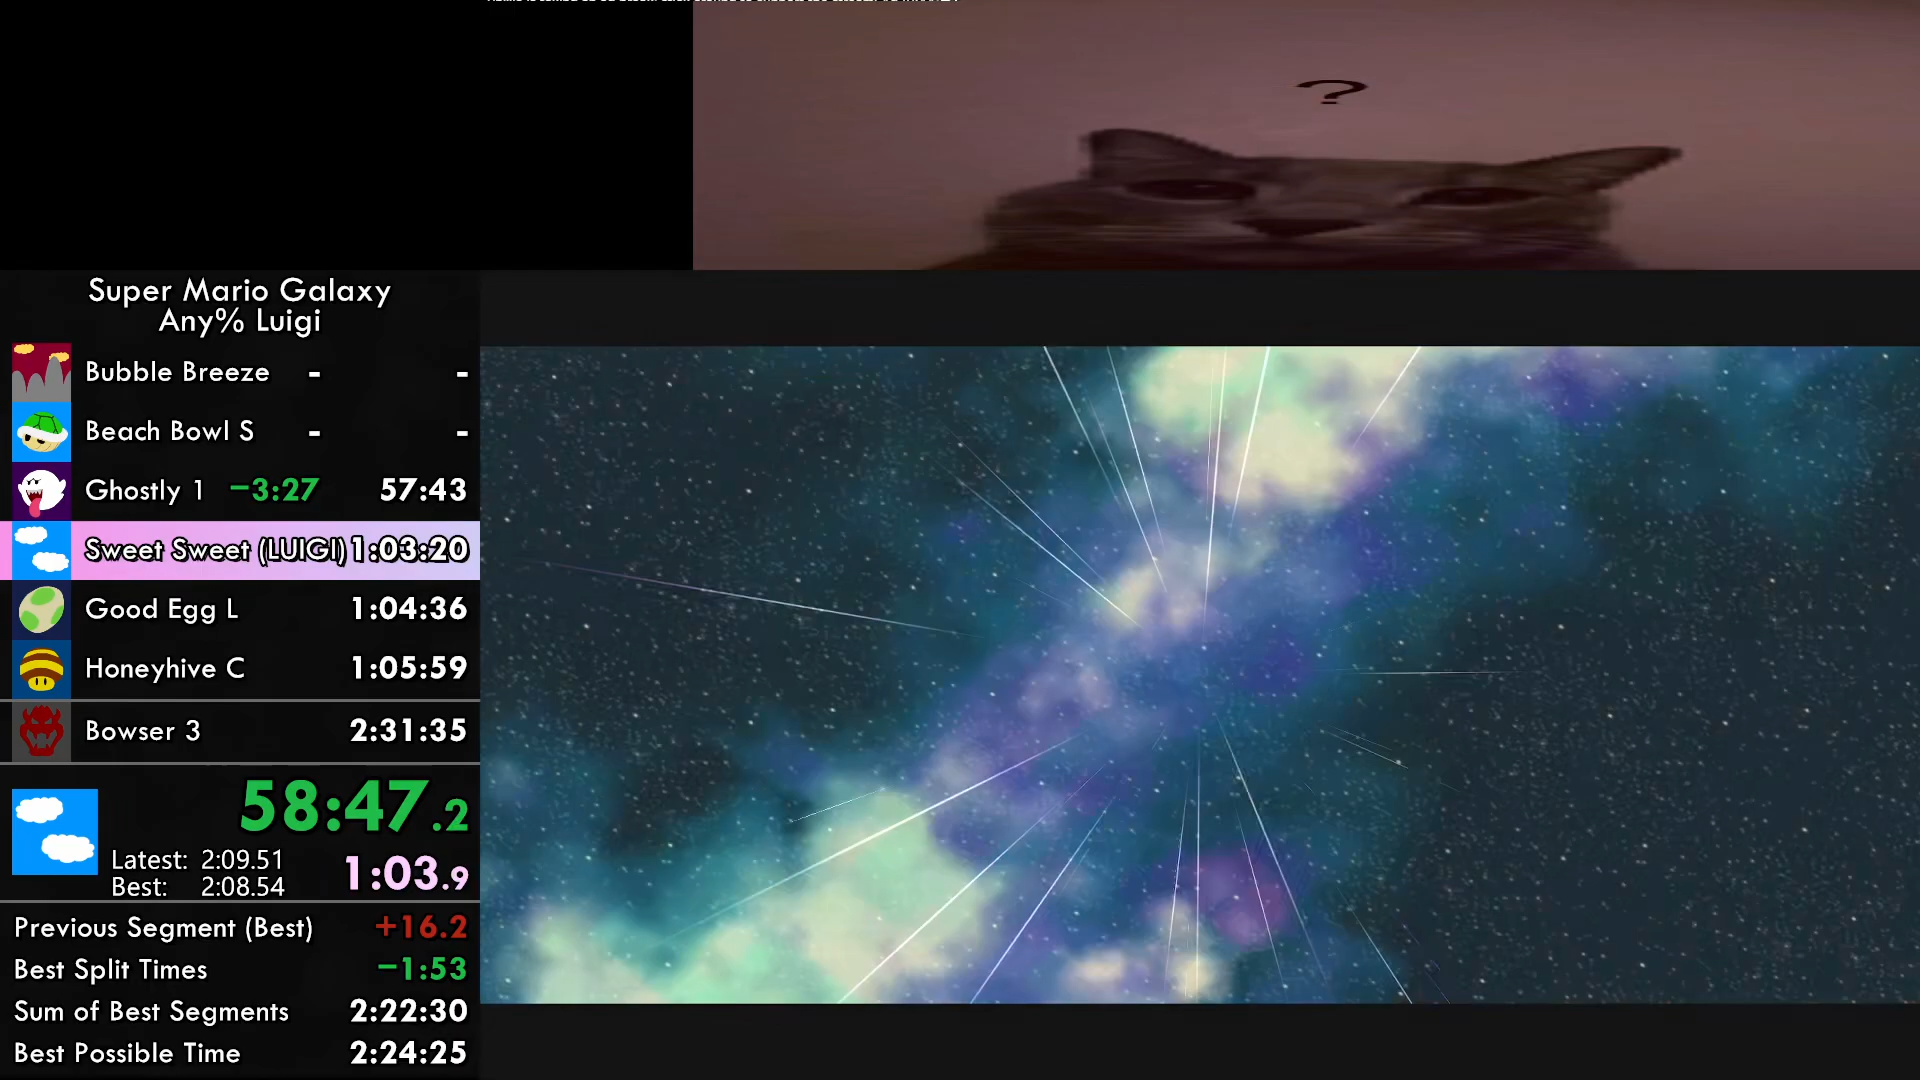 ?
Super Mario Galaxy
Any% Luigi
Bubble Breeze - -
Beach Bowl S - -
Ghostly 1 −3:27 57:43
Sweet Sweet (LUIGI) 1:03:20
Good Egg L 1:04:36
Honeyhive C 1:05:59
Bowser 3 2:31:35
58:47.2
Latest: 2:09.51
Best: 2:08.54
1:03.9
Previous Segment (Best) +16.2
Best Split Times −1:53
Sum of Best Segments 2:22:30
Best Possible Time 2:24:25